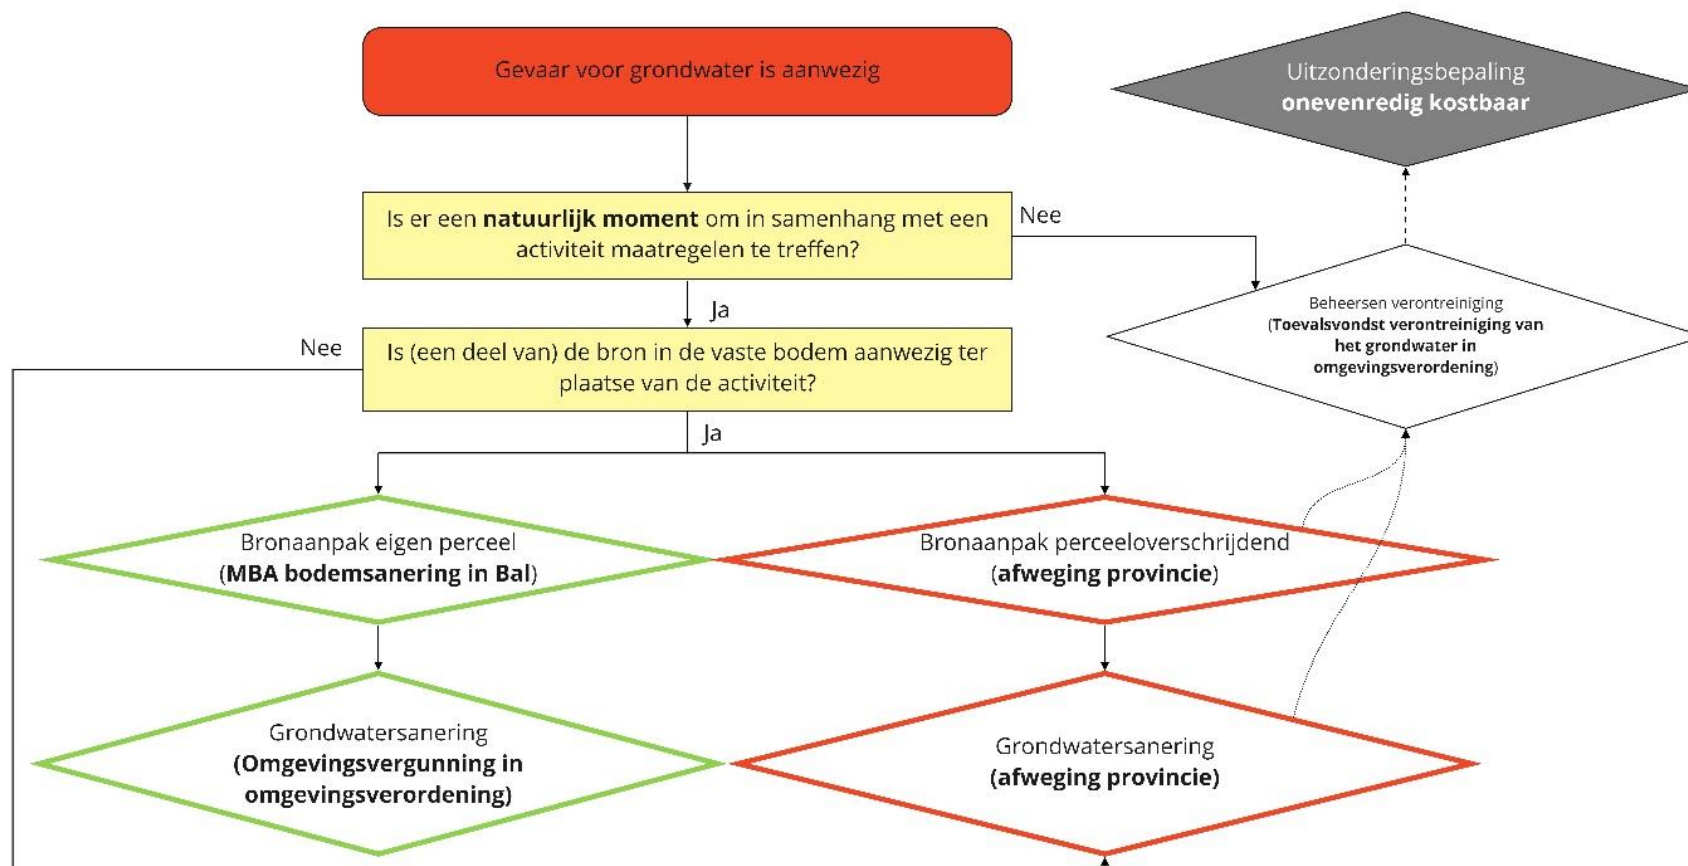 Gevaar voor grondwater is aanwezig
Uitzonderingsbepaling
onevenredig kostbaar
Is er een natuurlijk moment om in samenhang met een
activiteit maatregelen te treffen?
Nee
Beheersen verontreiniging
(Toevalsvondst verontreiniging van
het grondwater in
omgevingsverordening)
Ja
Nee
Is (een deel van) de bron in de vaste bodem aanwezig ter
plaatse van de activiteit?
Ja
Bronaanpak eigen perceel
(MBA bodemsanering in Bal)
Bronaanpak perceeloverschrijdend
(afweging provincie)
Grondwatersanering
(Omgevingsvergunning in
omgevingsverordening)
Grondwatersanering
(afweging provincie)